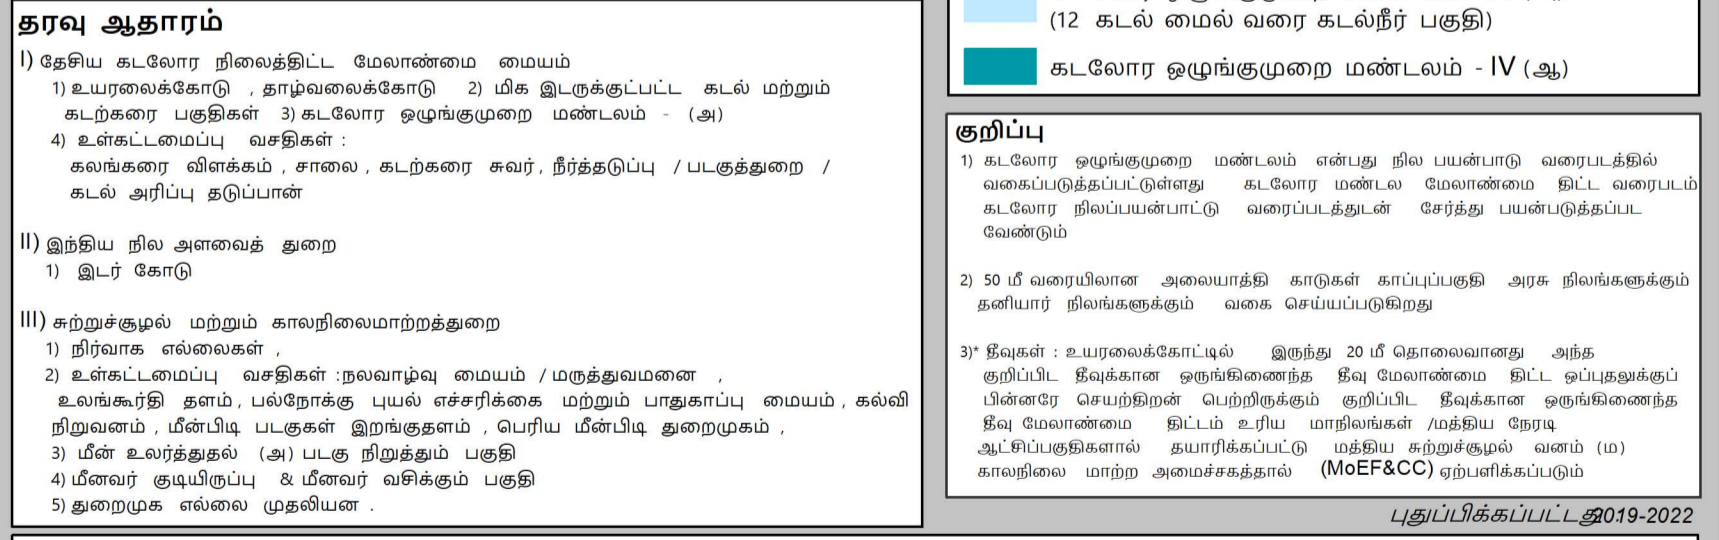 தரவு ஆதாரம்
I) தேசிய கடலோர நிலைத்திட்ட மேலாண்மை மையம்
1) உயரலைக்கோடு , தாழ்வலைக்கோடு 2) மிக இடருக்குட்பட்ட கடல் மற்றும்
கடற்கரை பகுதிகள் 3) கடலோர ஒழுங்குமுறை மண்டலம் - (அ)
4) உள்கட்டமைப்பு வசதிகள் :
கலங்கரை விளக்கம் , சாலை , கடற்கரை சுவர் , நீர்த்தடுப்பு / படகுத்துறை /
கடல் அரிப்பு தடுப்பான்
II) இந்திய நில அளவைத் துறை
1) இடர் கோடு
III) சுற்றுச்சூழல் மற்றும் காலநிலைமாற்றத்துறை
1) நிர்வாக எல்லைகள் ,
2) உள்கட்டமைப்பு வசதிகள் :நலவாழ்வு மையம் / மருத்துவமனை ,
உலங்கூர்தி தளம் , பல்நோக்கு புயல் எச்சரிக்கை மற்றும் பாதுகாப்பு மையம் , கல்வி
நிறுவனம் , மீன்பிடி படகுகள் இறங்குதளம் , பெரிய மீன்பிடி துறைமுகம் ,
3) மீன் உலர்த்துதல் (அ) படகு நிறுத்தும் பகுதி
4) மீனவர் குடியிருப்பு & மீனவர் வசிக்கும் பகுதி
5) துறைமுக எல்லை முதலியன .
(12 கடல் மைல் வரை கடல்நீர் பகுதி)
கடலோர ஒழுங்குமுறை மண்டலம் - IV (ஆ)
குறிப்பு
1) கடலோர ஒழுங்குமுறை மண்டலம் என்பது நில பயன்பாடு வரைபடத்தில்
வகைப்படுத்தப்பட்டுள்ளது கடலோர மண்டல மேலாண்மை திட்ட வரைபடம்
கடலோர நிலப்பயன்பாட்டு வரைப்படத்துடன் சேர்த்து பயன்படுத்தப்பட
வேண்டும்
2) 50 மீ வரையிலான அலையாத்தி காடுகள் காப்புப்பகுதி அரசு நிலங்களுக்கும்
தனியார் நிலங்களுக்கும் வகை செய்யப்படுகிறது
3)* தீவுகள் : உயரலைக்கோட்டில் இருந்து 20 மீ தொலைவானது அந்த
குறிப்பிட தீவுக்கான ஒருங்கிணைந்த தீவு மேலாண்மை திட்ட ஒப்புதலுக்குப்
பின்னரே செயற்திறன் பெற்றிருக்கும் குறிப்பிட தீவுக்கான ஒருங்கிணைந்த
தீவு மேலாண்மை திட்டம் உரிய மாநிலங்கள் /மத்திய நேரடி
ஆட்சிப்பகுதிகளால் தயாரிக்கப்பட்டு மத்திய சுற்றுச்சூழல் வனம் (ம)
காலநிலை மாற்ற அமைச்சகத்தால் (MoEF&CC) ஏற்பளிக்கப்படும்
புதுப்பிக்கப்பட்டது 2019-2022